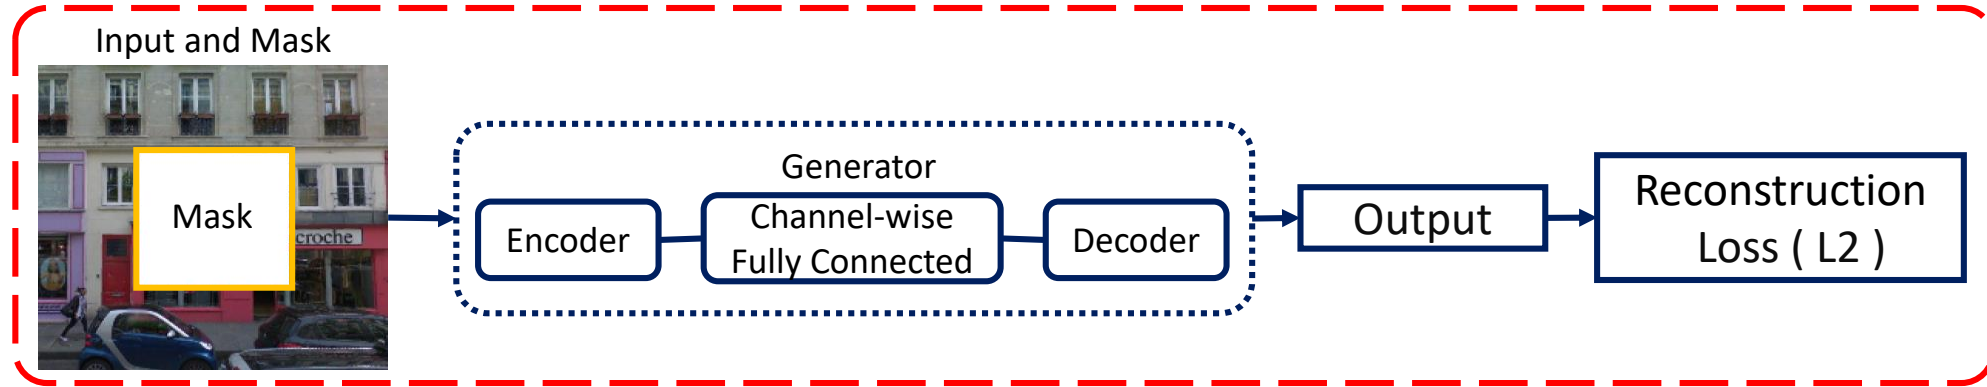 Input and Mask
Mask
croche
Generator
Encoder
Channel-wise
Fully Connected
Decoder
Output
Reconstruction
Loss ( L2 )